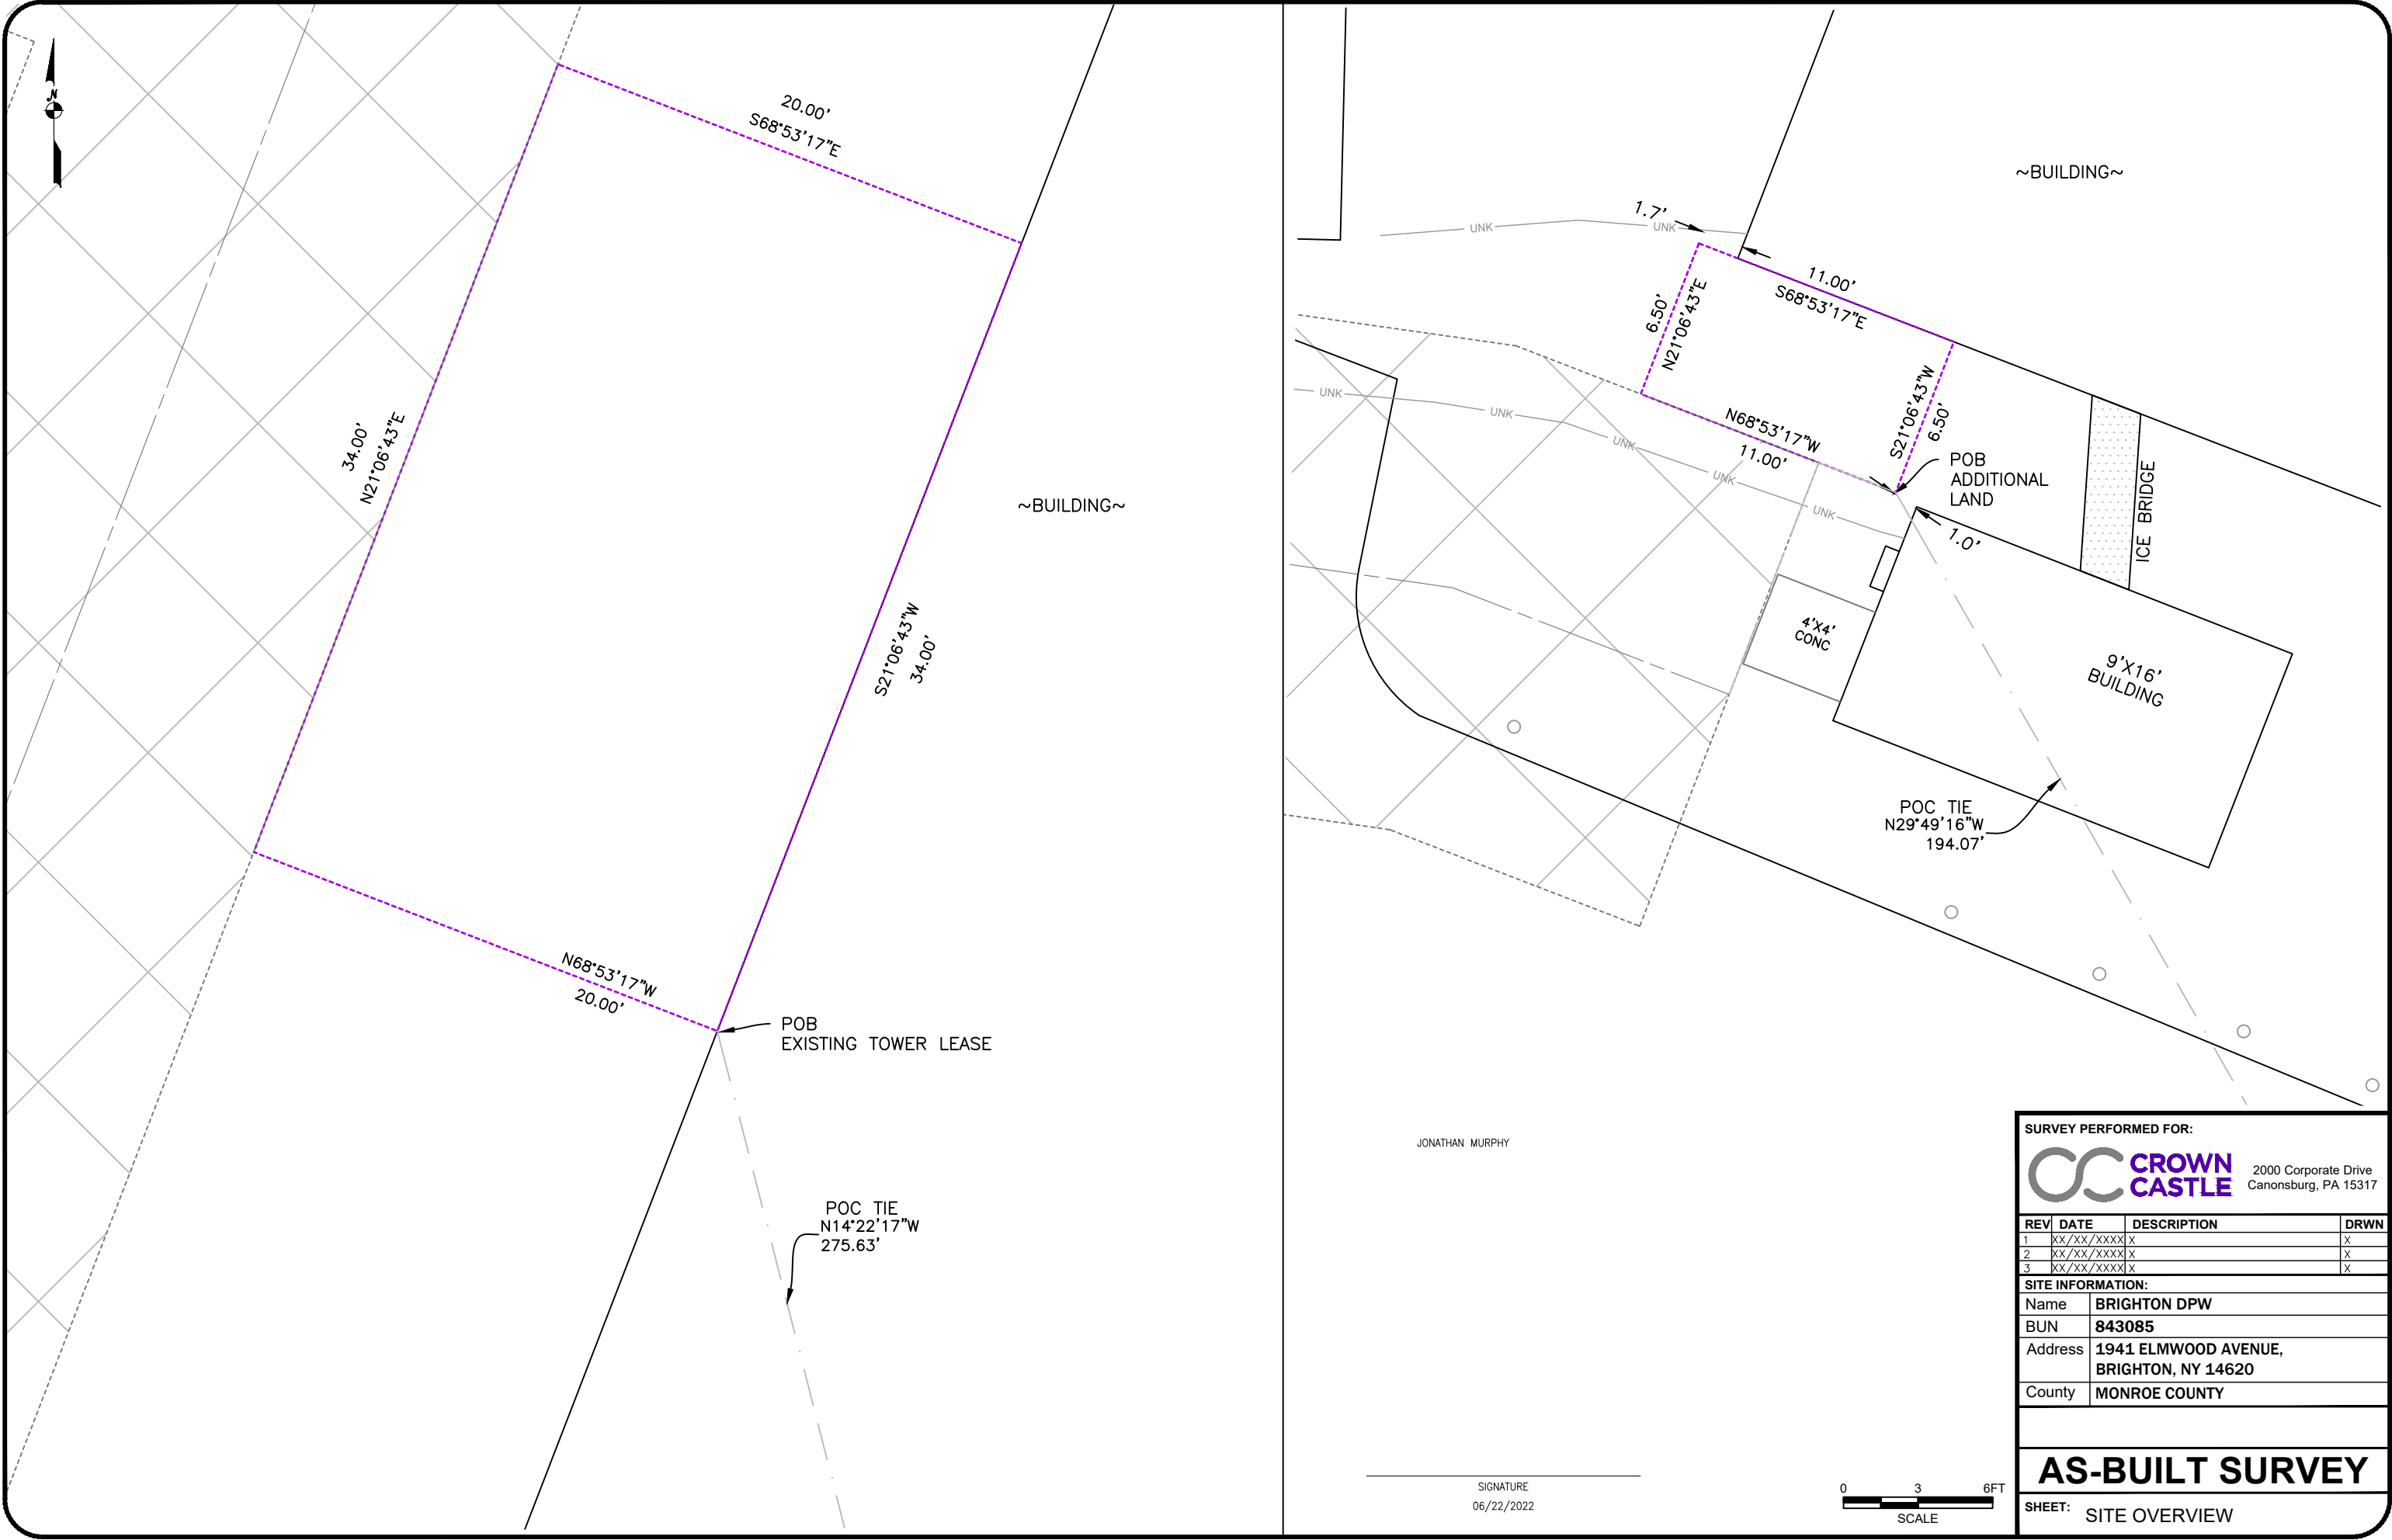 N
20.00'
S68°53'17"E
34.00'
N21°06'43"E
~BUILDING~
S21°06'43"W
34.00'
N68°53'17"W
20.00'
POB
EXISTING TOWER LEASE
POC TIE
N14°22'17"W
275.63'
~BUILDING~
1.7'
UNK
UNK
11.00'
S68°53'17"E
6.50'
N21°06'43"E
S21°06'43"W
6.50'
N68°53'17"W
11.00'
UNK
UNK
UNK
UNK
UNK
POB
ADDITIONAL
LAND
ICE BRIDGE
1.0'
4'X4'
CONC
9'X16'
BUILDING
POC TIE
N29°49'16"W
194.07'
JONATHAN MURPHY
SIGNATURE
06/22/2022
0 3 6FT
SCALE
SURVEY PERFORMED FOR:
CROWN
CASTLE
2000 Corporate Drive
Canonsburg, PA 15317
REV DATE DESCRIPTION DRWN
1 XX/XX/XXXX X X
2 XX/XX/XXXX X X
3 XX/XX/XXXX X X
SITE INFORMATION:
Name BRIGHTON DPW
BUN 843085
Address 1941 ELMWOOD AVENUE,
BRIGHTON, NY 14620
County MONROE COUNTY
AS-BUILT SURVEY
SHEET: SITE OVERVIEW